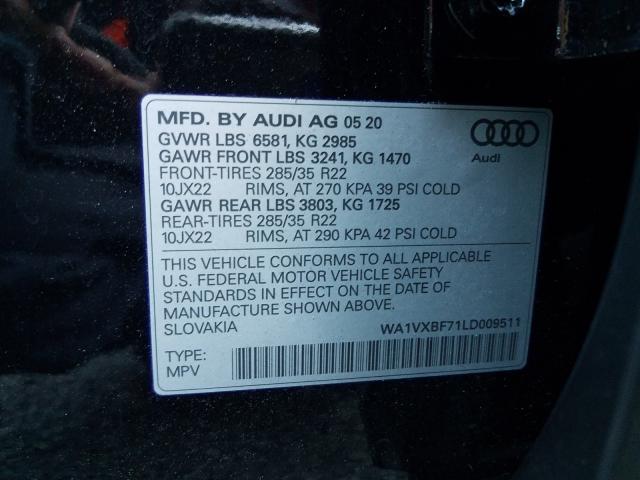 MFD. BY AUDI AG 05 20
GVWR LBS 6581, KG 2985
GAWR FRONT LBS 3241, KG 1470
FRONT-TIRES 285/35 R22
10JX22 RIMS, AT 270 KPA 39 PSI COLD
GAWR REAR LBS 3803, KG 1725
REAR-TIRES 285/35 R22
10JX22 RIMS, AT 290 KPA 42 PSI COLD
Audi
THIS VEHICLE CONFORMS TO ALL APPLICABLE
U.S. FEDERAL MOTOR VEHICLE SAFETY
STANDARDS IN EFFECT ON THE DATE OF
MANUFACTURE SHOWN ABOVE.
SLOVAKIA WA1VXBF71LD009511
TYPE:
MPV